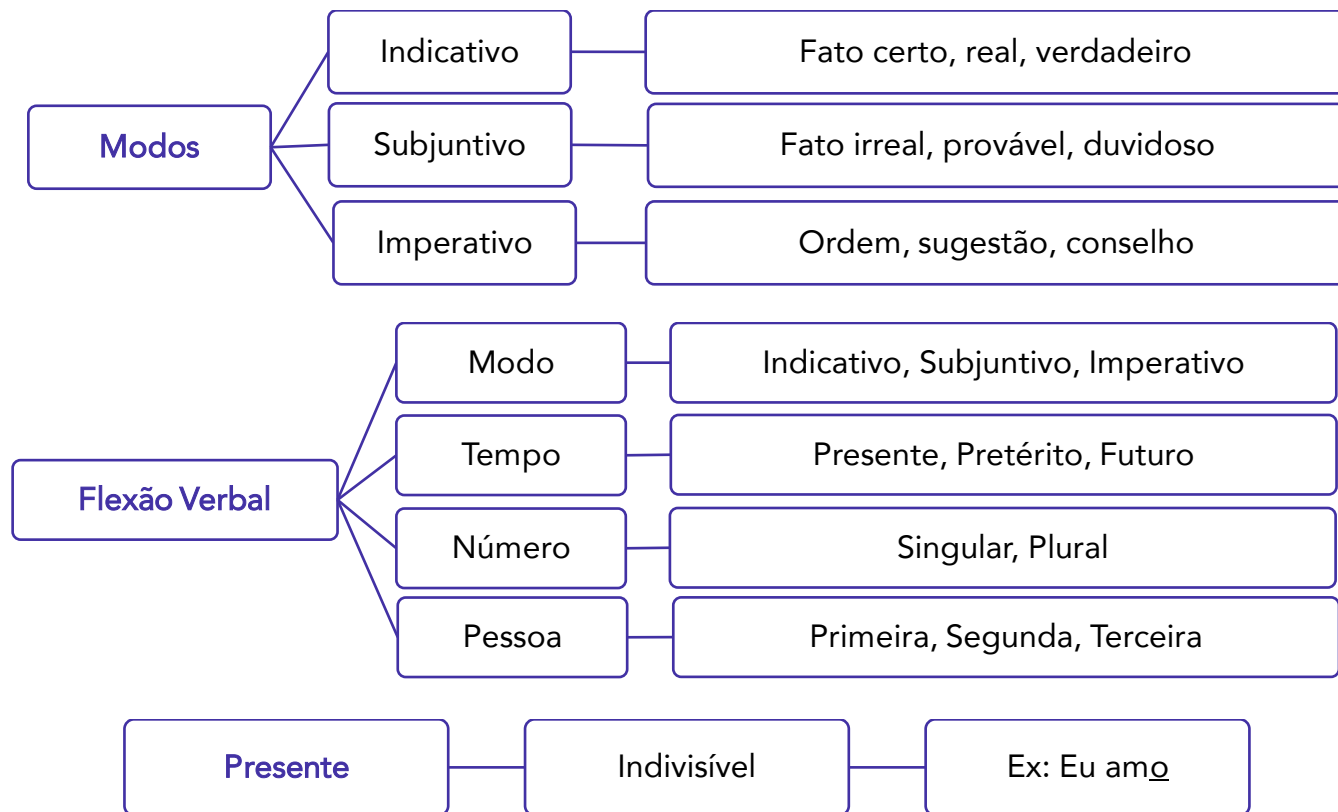 Indicativo
Fato certo, real, verdadeiro
Modos
Subjuntivo
Fato irreal, provável, duvidoso
Imperativo
Ordem, sugestão, conselho
Modo
Indicativo, Subjuntivo, Imperativo
Tempo
Presente, Pretérito, Futuro
Flexão Verbal
Número
Singular, Plural
Pessoa
Primeira, Segunda, Terceira
Presente
Indivisível
Ex: Eu amo